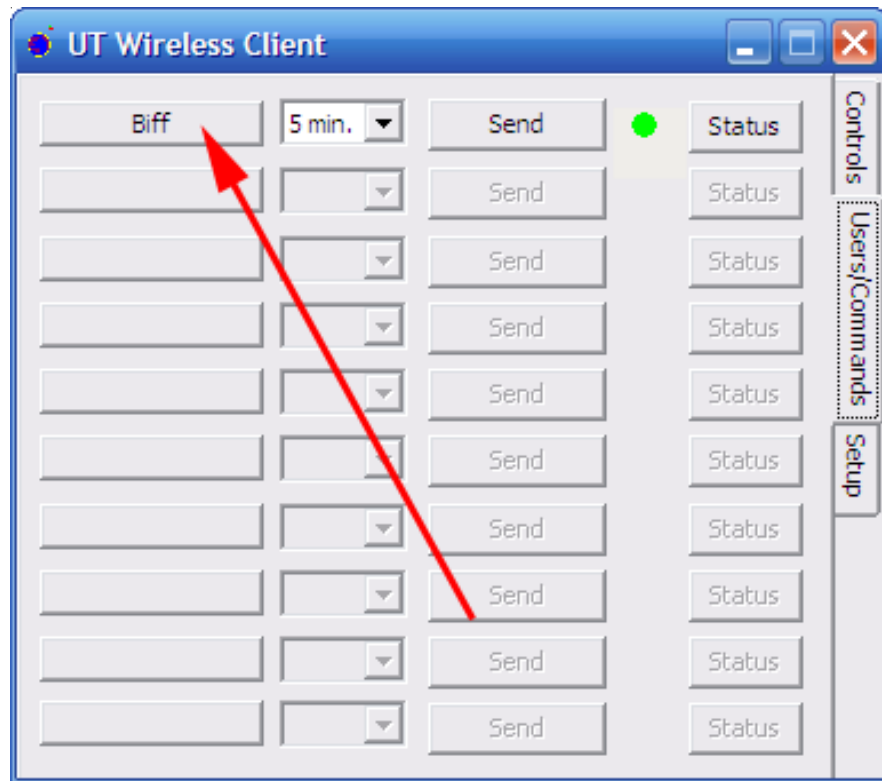 UT Wireless Client
Biff 5 min. Send Status
Send Status
Send Status
Send Status
Send Status
Send Status
Send Status
Send Status
Send Status
Send Status
Controls
Users/Commands
Setup